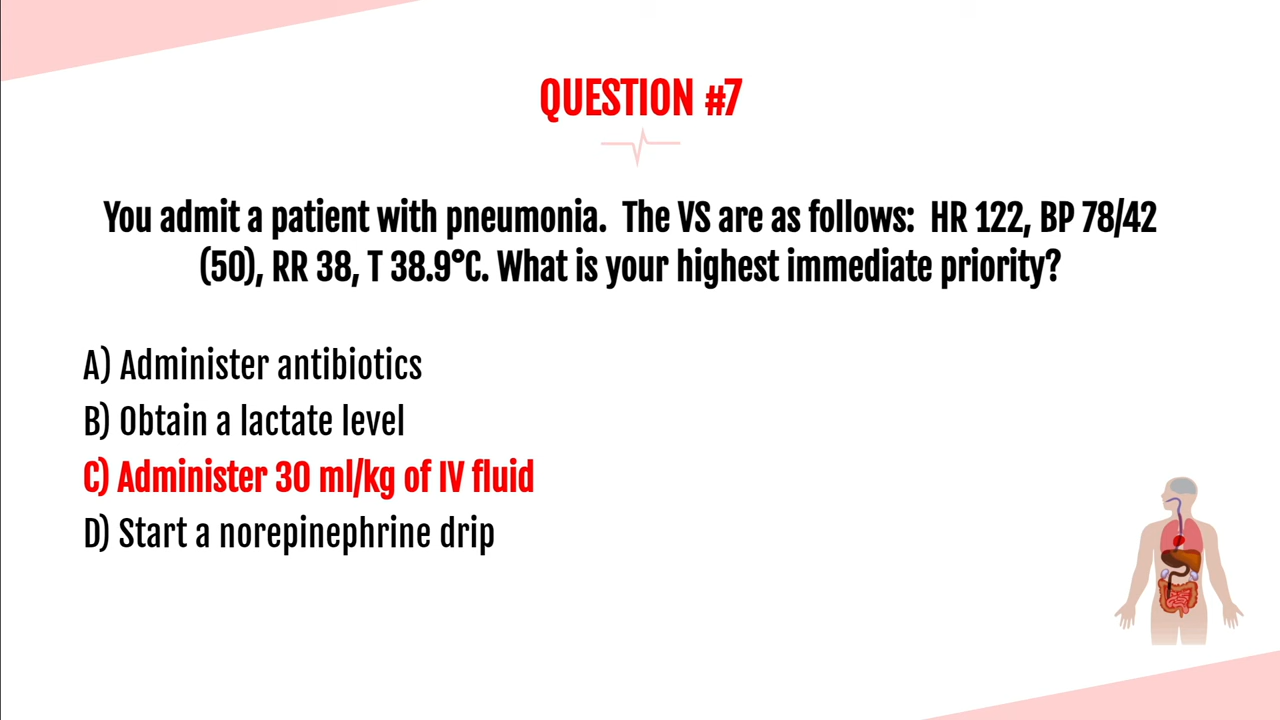 QUESTION #7
You admit a patient with pneumonia. The VS are as follows: HR 122, BP 78/42
(50), RR 38, T 38.9°C. What is your highest immediate priority?
A) Administer antibiotics
B) Obtain a lactate level
C) Administer 30 ml/kg of IV fluid
D) Start a norepinephrine drip